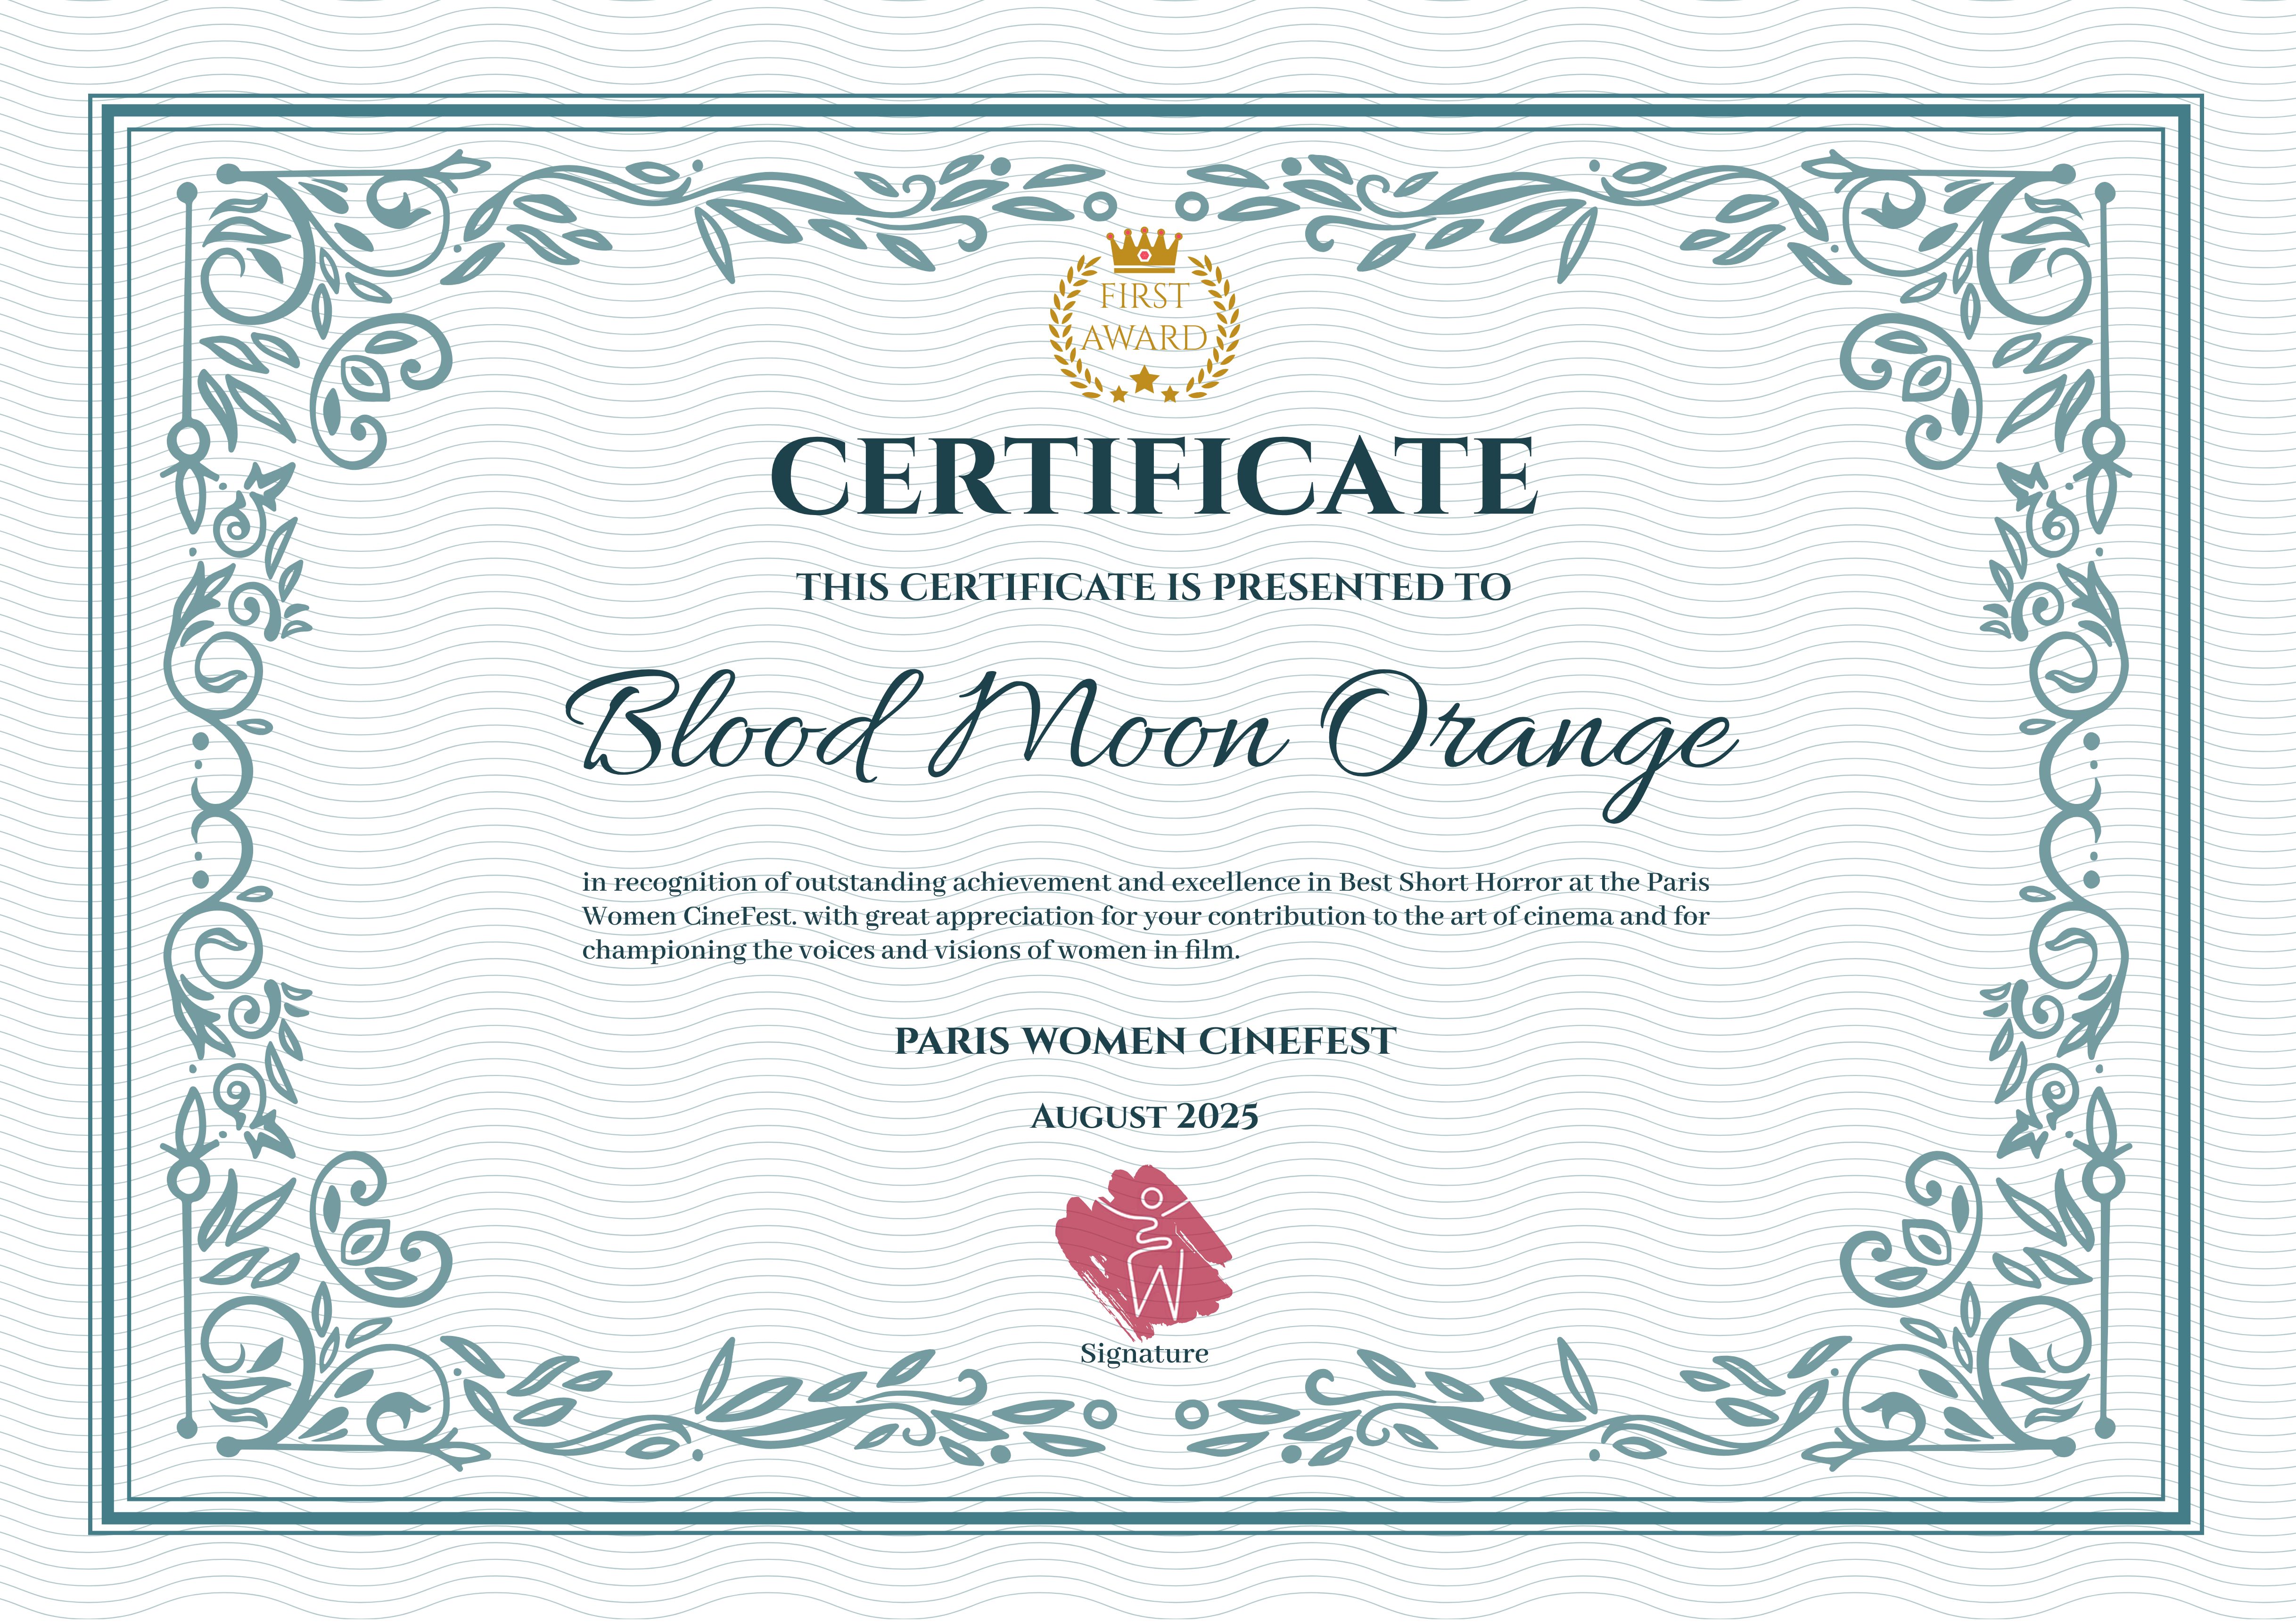 FIRST
AWARD
CERTIFICATE
THIS CERTIFICATE IS PRESENTED TO
Blood Moon Orange
in recognition of outstanding achievement and excellence in Best Short Horror at the Paris
Women CineFest. with great appreciation for your contribution to the art of cinema and for
championing the voices and visions of women in film.
PARIS WOMEN CINEFEST
AUGUST 2025
W
Signature